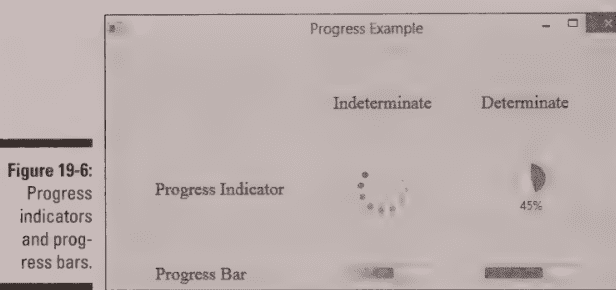 Progress Example
Indeterminate Determinate
Figure 19-6:
Progress
indicators
and prog-
ress bars.
Progress Indicator
45%
Progress Bar